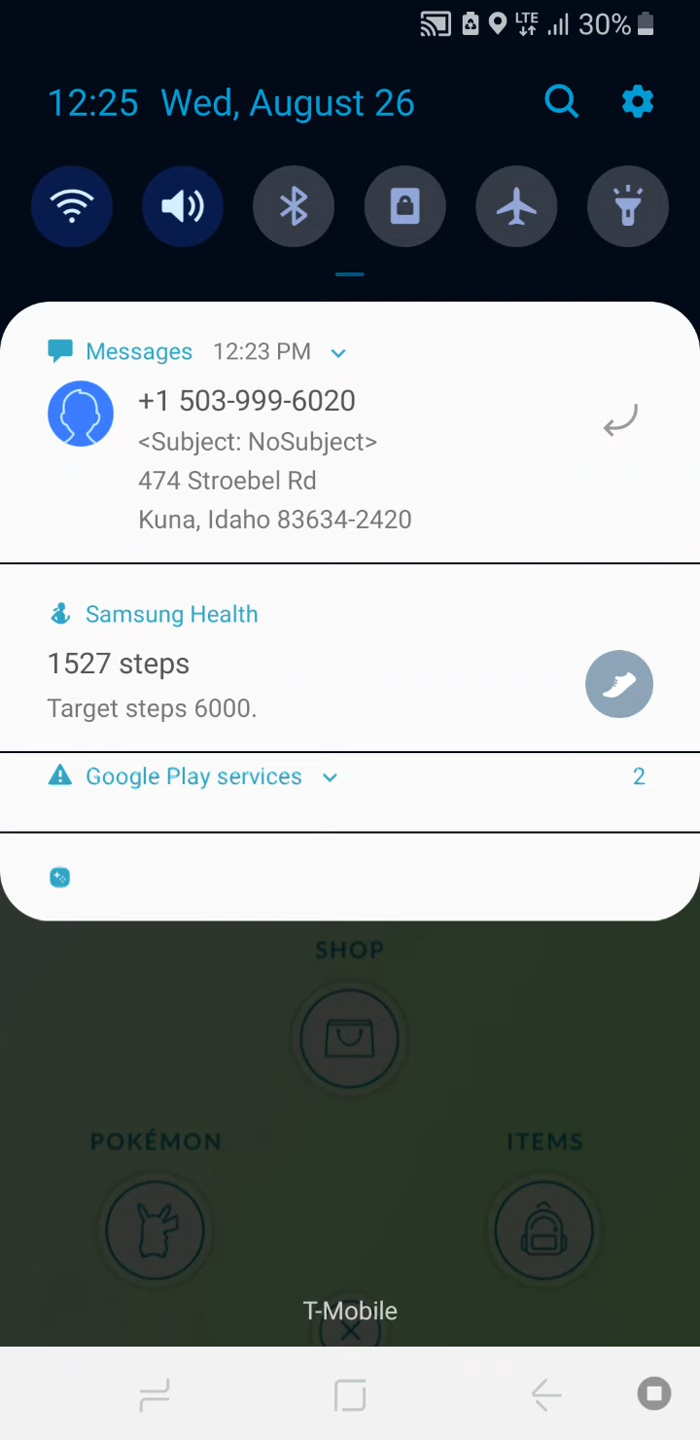 LTE 30%
12:25 Wed, August 26
Messages 12:23 PM
+1 503-999-6020
<Subject: NoSubject>
474 Stroebel Rd
Kuna, Idaho 83634-2420
Samsung Health
1527 steps
Target steps 6000.
Google Play services 2
SHOP
POKÉMON ITEMS
T-Mobile